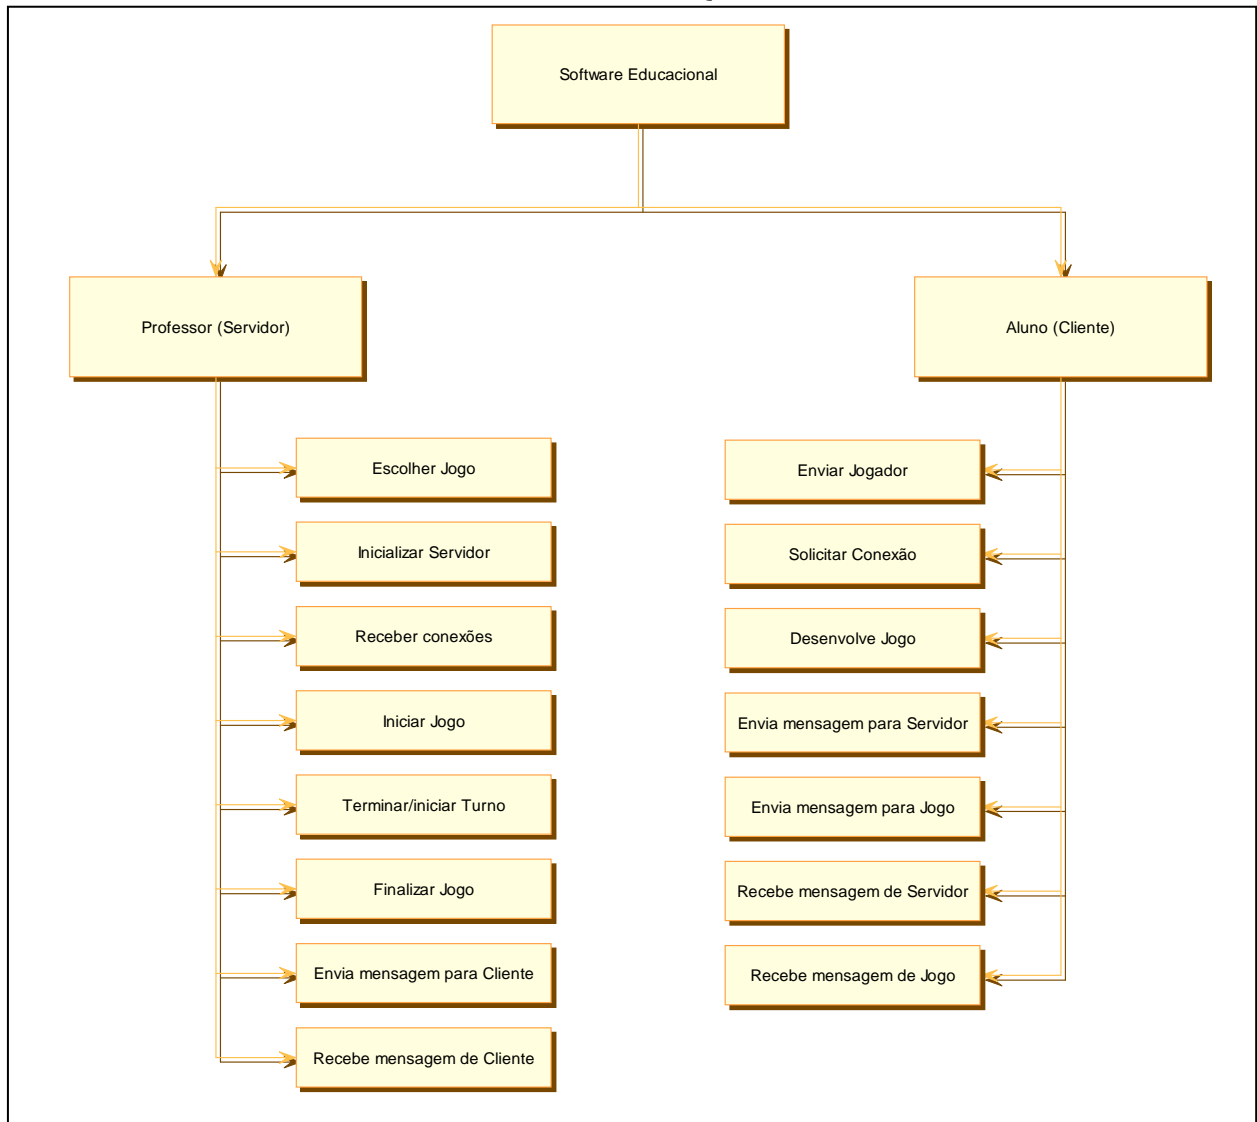 Software Educacional
Professor (Servidor)
Aluno (Cliente)
Escolher Jogo
Inicializar Servidor
Receber conexões
Iniciar Jogo
Terminar/iniciar Turno
Finalizar Jogo
Envia mensagem para Cliente
Recebe mensagem de Cliente
Enviar Jogador
Solicitar Conexão
Desenvolve Jogo
Envia mensagem para Servidor
Envia mensagem para Jogo
Recebe mensagem de Servidor
Recebe mensagem de Jogo